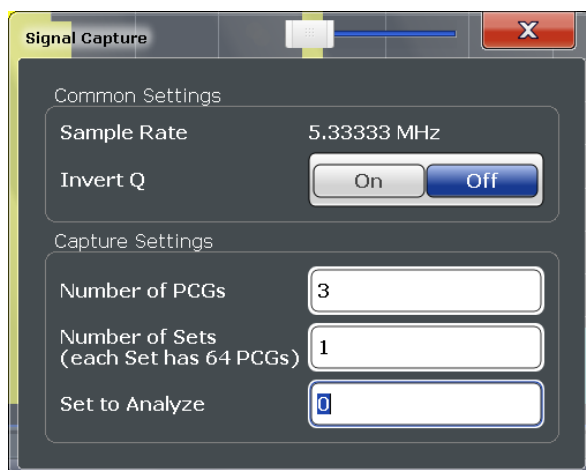 Signal Capture
X
Common Settings
Sample Rate 5.33333 MHz
Invert Q On Off
Capture Settings
Number of PCGs 3
Number of Sets
(each Set has 64 PCGs) 1
Set to Analyze 0